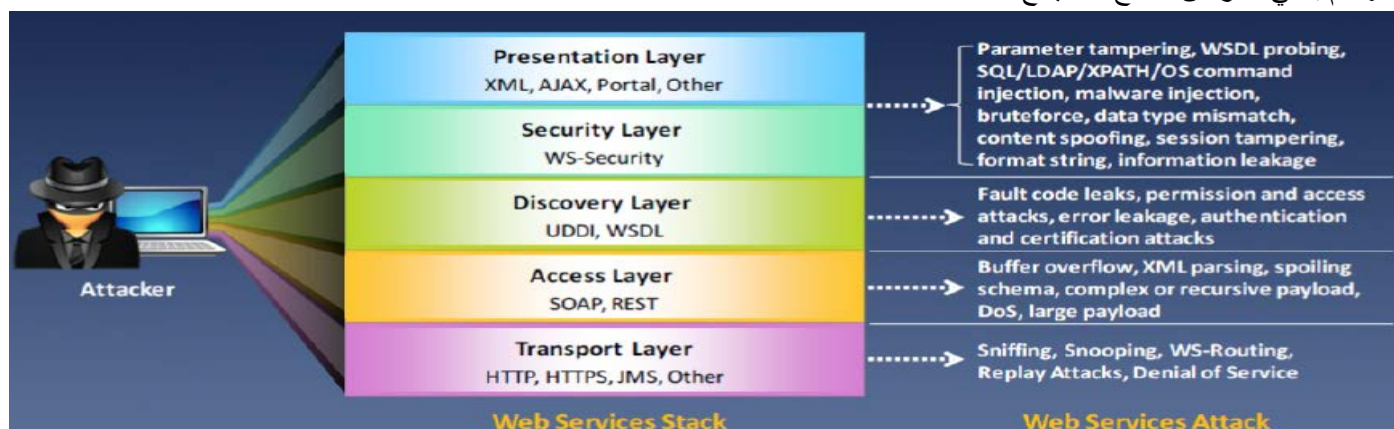 Presentation Layer
XML, AJAX, Portal, Other
Security Layer
WS-Security
Discovery Layer
UDDI, WSDL
Access Layer
SOAP, REST
Transport Layer
HTTP, HTTPS, JMS, Other
Web Services Stack
Attacker
Parameter tampering, WSDL probing,
SQL/LDAP/XPATH/OS command
injection, malware injection,
bruteforce, data type mismatch,
content spoofing, session tampering,
format string, information leakage
Fault code leaks, permission and access
attacks, error leakage, authentication
and certification attacks
Buffer overflow, XML parsing, spoiling
schema, complex or recursive payload,
DoS, large payload
Sniffing, Snooping, WS-Routing,
Replay Attacks, Denial of Service
Web Services Attack